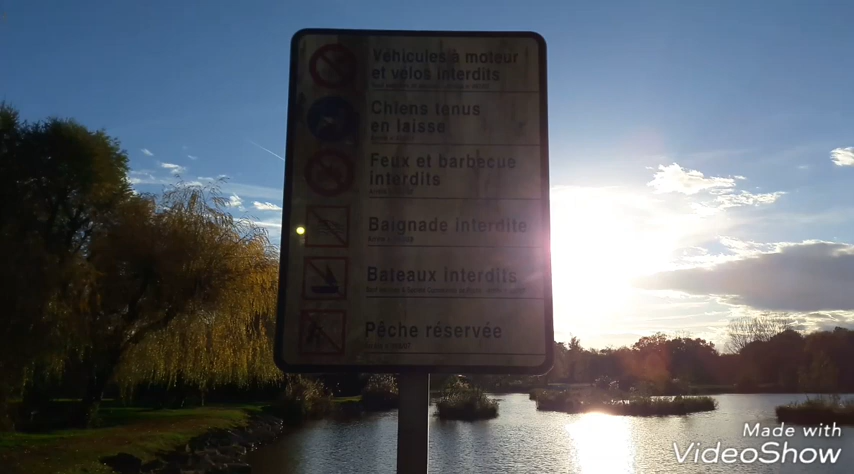 Véhicules à moteur
et vélos interdits
Chiens tenus
en laisse
Feux et barbecue
interdits
Baignade interdite
Bateaux interdits
Pêche réservée
Made with
VideoShow